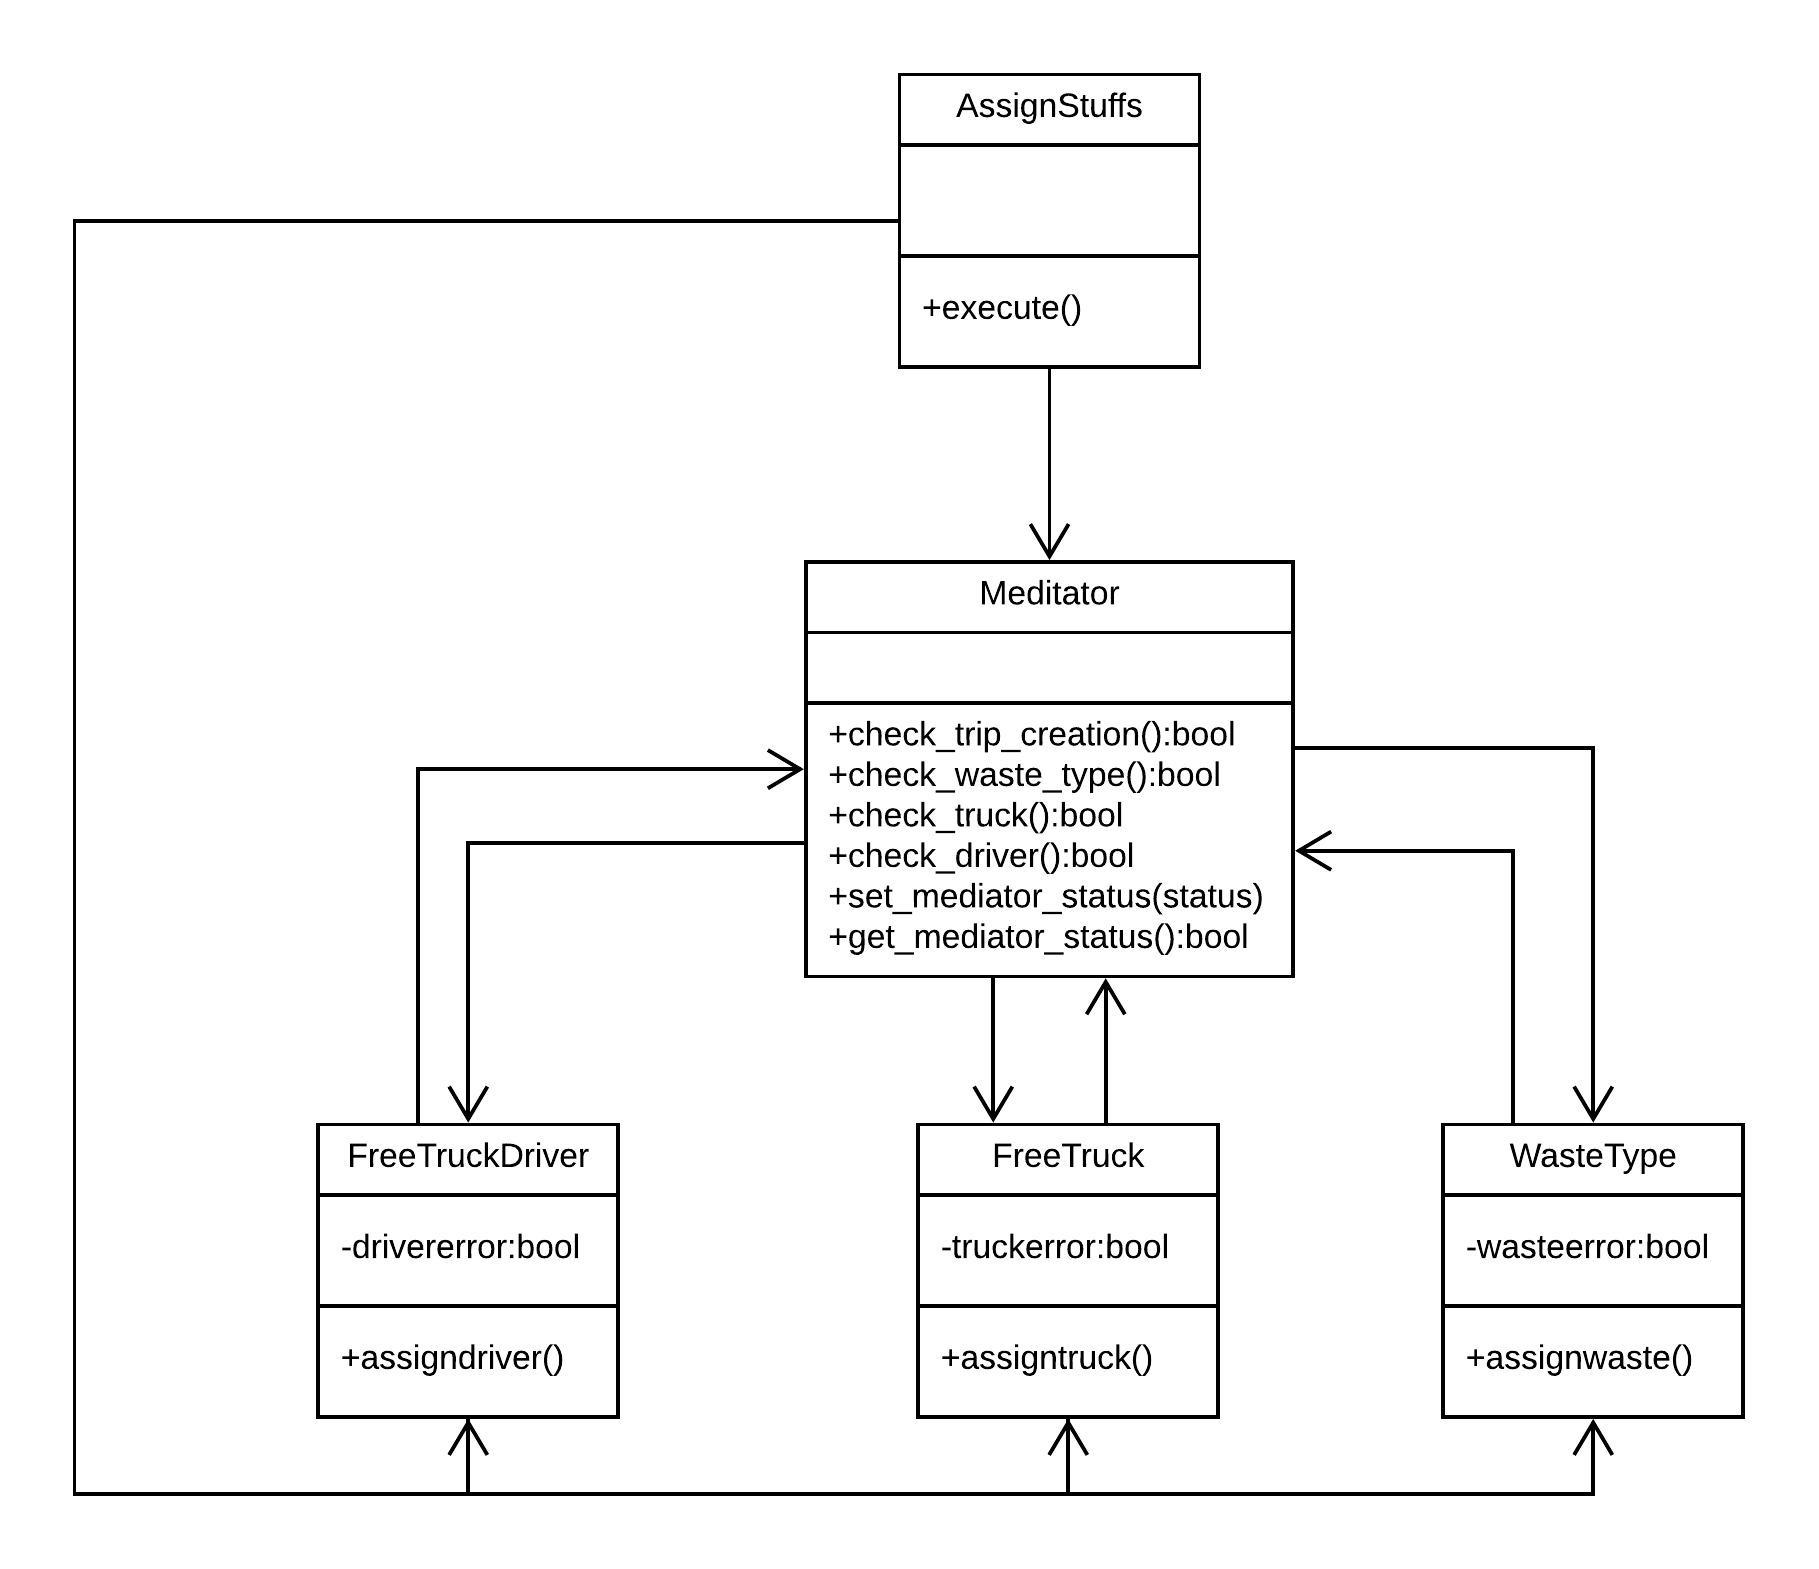 AssignStuffs
+execute()
Meditator
+check_trip_creation():bool
+check_waste_type():bool
+check_truck():bool
+check_driver():bool
+set_mediator_status(status)
+get_mediator_status():bool
FreeTruckDriver
-drivererror:bool
+assigndriver()
FreeTruck
-truckerror:bool
+assigntruck()
WasteType
-wasteerror:bool
+assignwaste()